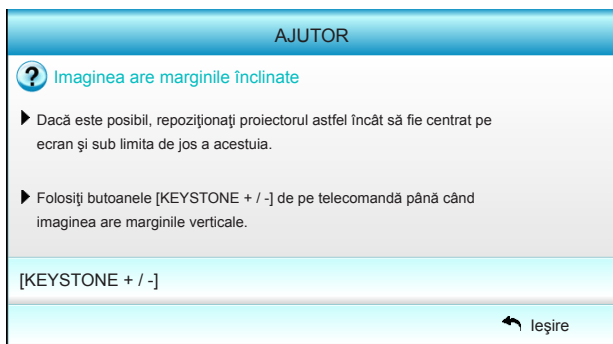 AJUTOR
Imaginea are marginile înclinate
Dacă este posibil, repoziţionaţi proiectorul astfel încât să fie centrat pe
ecran şi sub limita de jos a acestuia.
Folosiţi butoanele [KEYSTONE + / -] de pe telecomandă până când
imaginea are marginile verticale.
[KEYSTONE + / -]
Ieşire